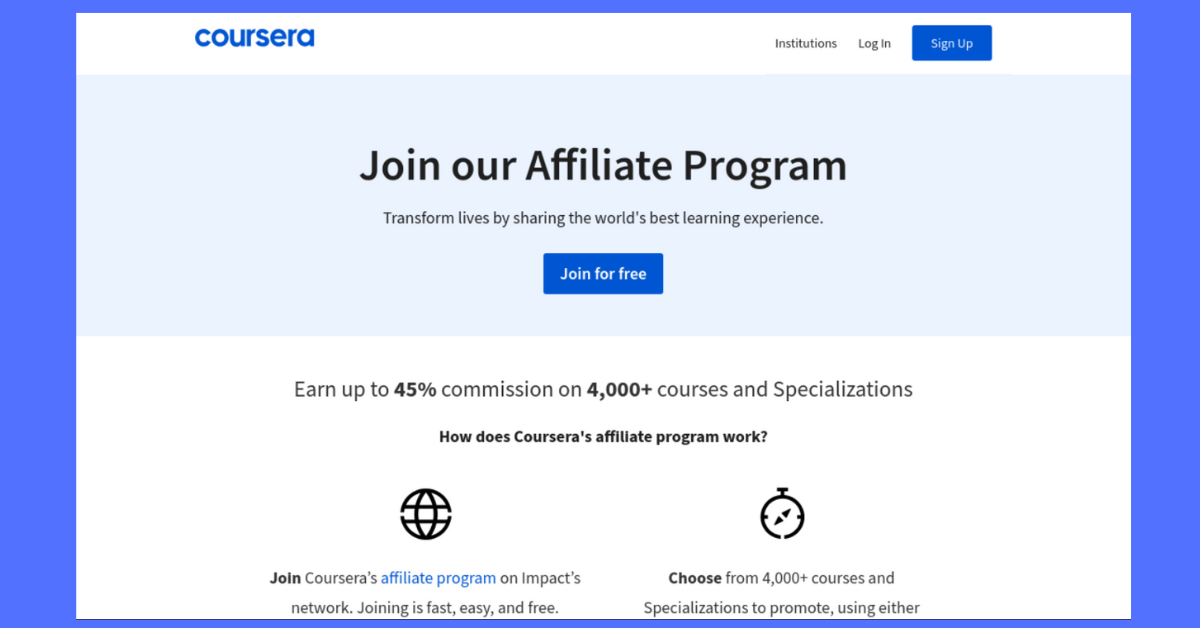 coursera
Institutions Log In Sign Up
Join our Affiliate Program
Transform lives by sharing the world's best learning experience.
Join for free
Earn up to 45% commission on 4,000+ courses and Specializations
How does Coursera's affiliate program work?
Join Coursera’s affiliate program on Impact’s
network. Joining is fast, easy, and free.
Choose from 4,000+ courses and
Specializations to promote, using either